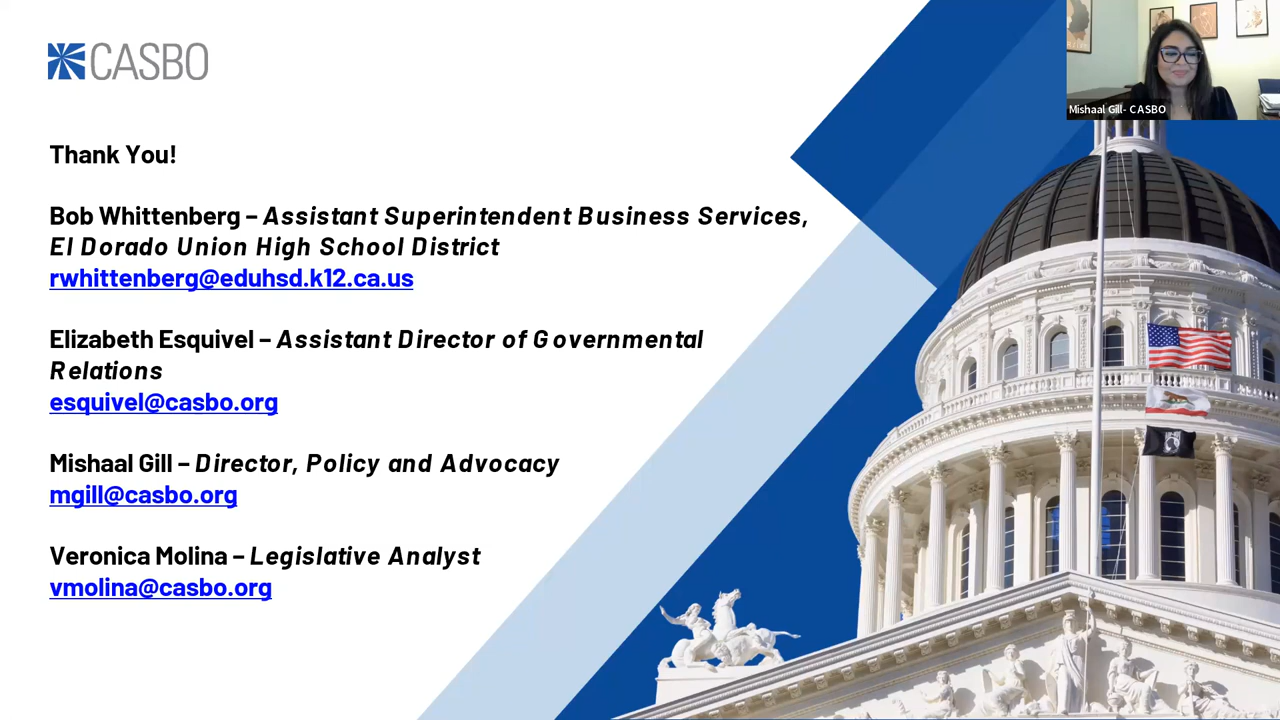 CASBO
Mishaal Gill- CASBO
Thank You!
Bob Whittenberg – Assistant Superintendent Business Services,
El Dorado Union High School District
rwhittenberg@eduhsd.k12.ca.us
Elizabeth Esquivel – Assistant Director of Governmental
Relations
esquivel@casbo.org
Mishaal Gill – Director, Policy and Advocacy
mgill@casbo.org
Veronica Molina – Legislative Analyst
vmolina@casbo.org